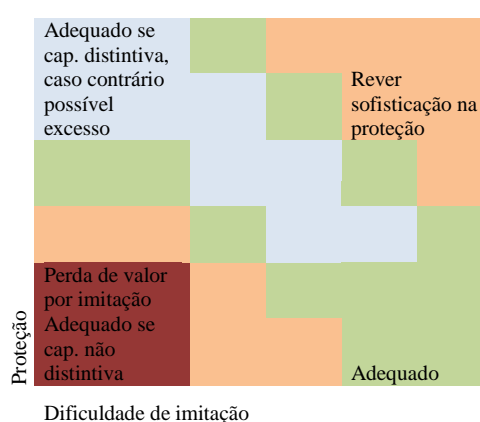 Adequado se
cap. distintiva,
caso contrário
possível
excesso
Rever
sofisticação na
proteção
Perda de valor
por imitação
Adequado se
cap. não
distintiva
Adequado
Proteção
Dificuldade de imitação